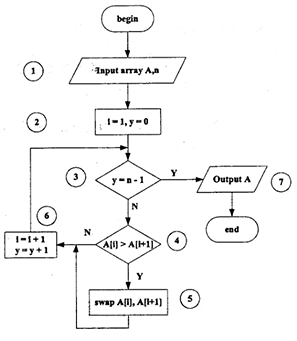 begin
1
Input array A,n
2
i = 1, y = 0
3
y = n - 1
Y
Output A
7
N
end
6
i = i + 1
y = y + 1
N
A[i] > A[i+1]
4
Y
swap A[i], A[i+1]
5